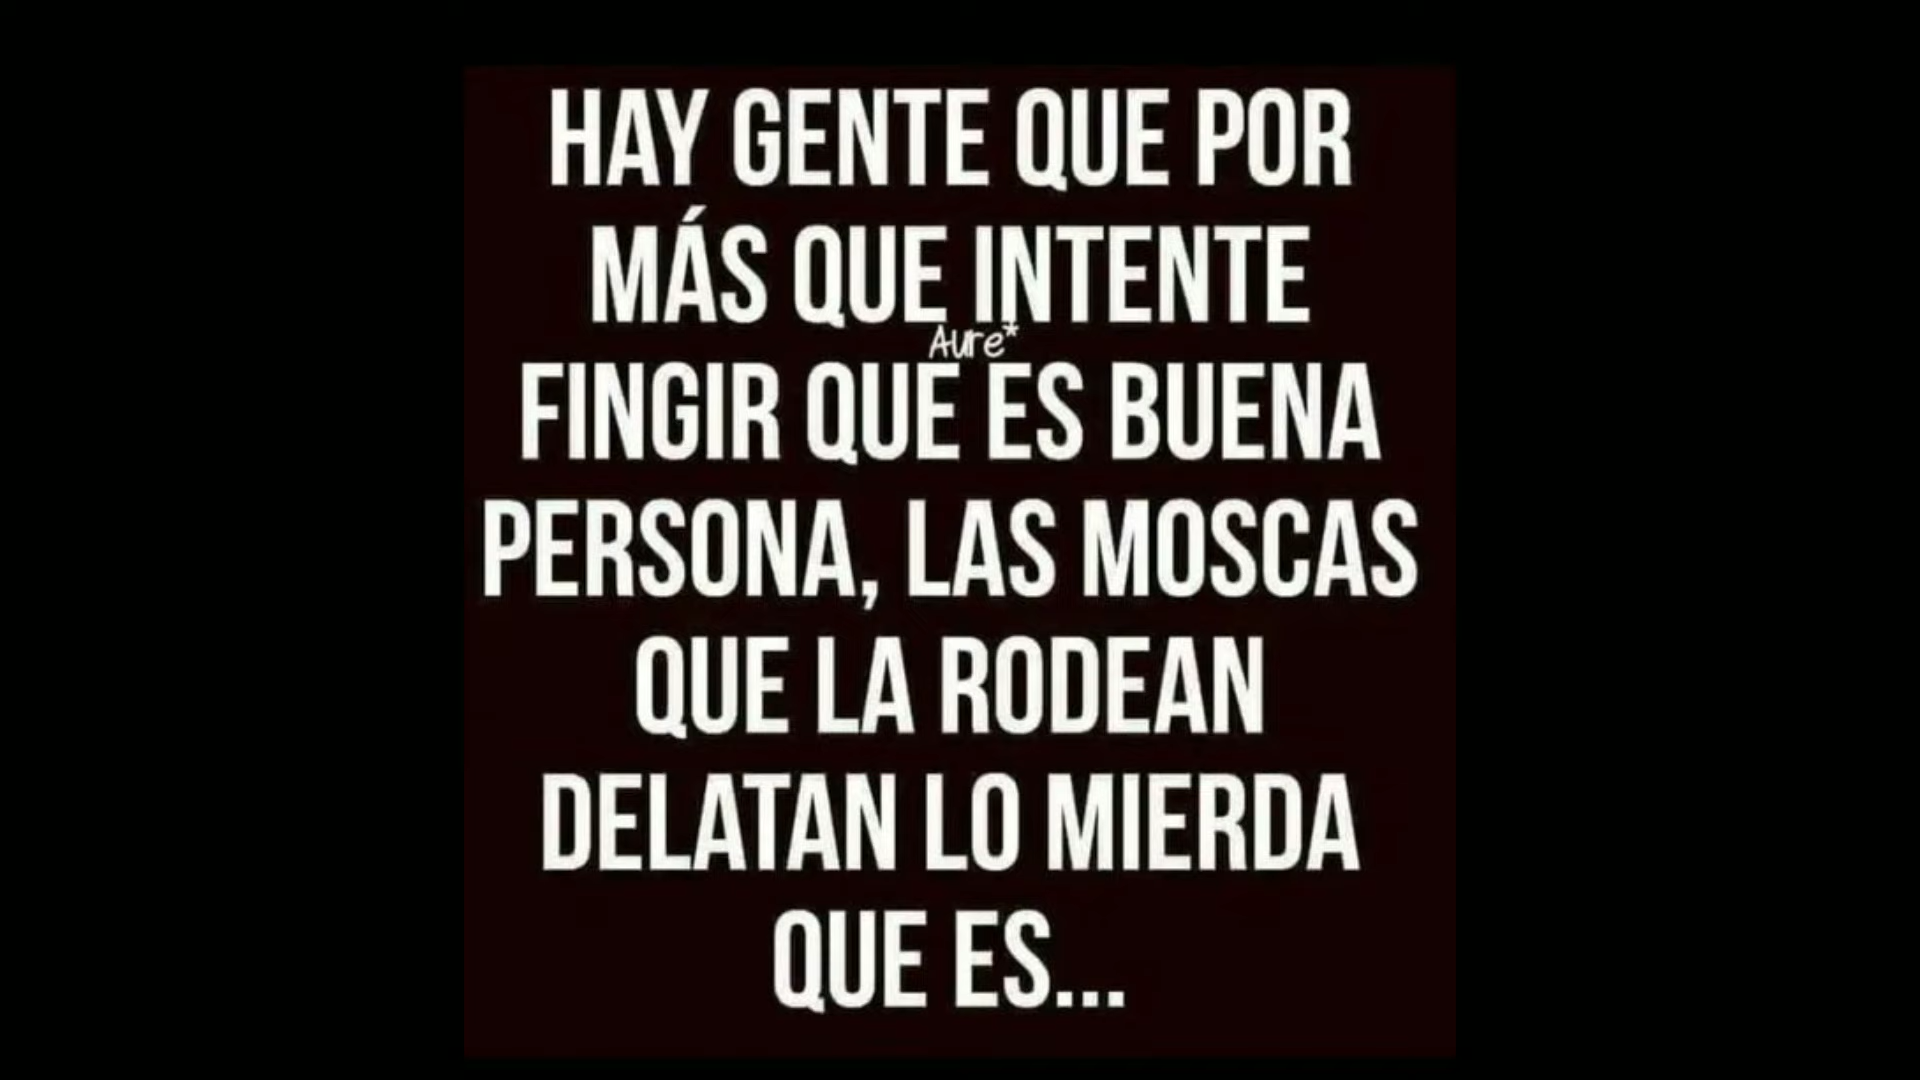 HAY GENTE QUE POR
MÁS QUE INTENTE
Aure*
FINGIR QUE ES BUENA
PERSONA, LAS MOSCAS
QUE LA RODEAN
DELATAN LO MIERDA
QUE ES...